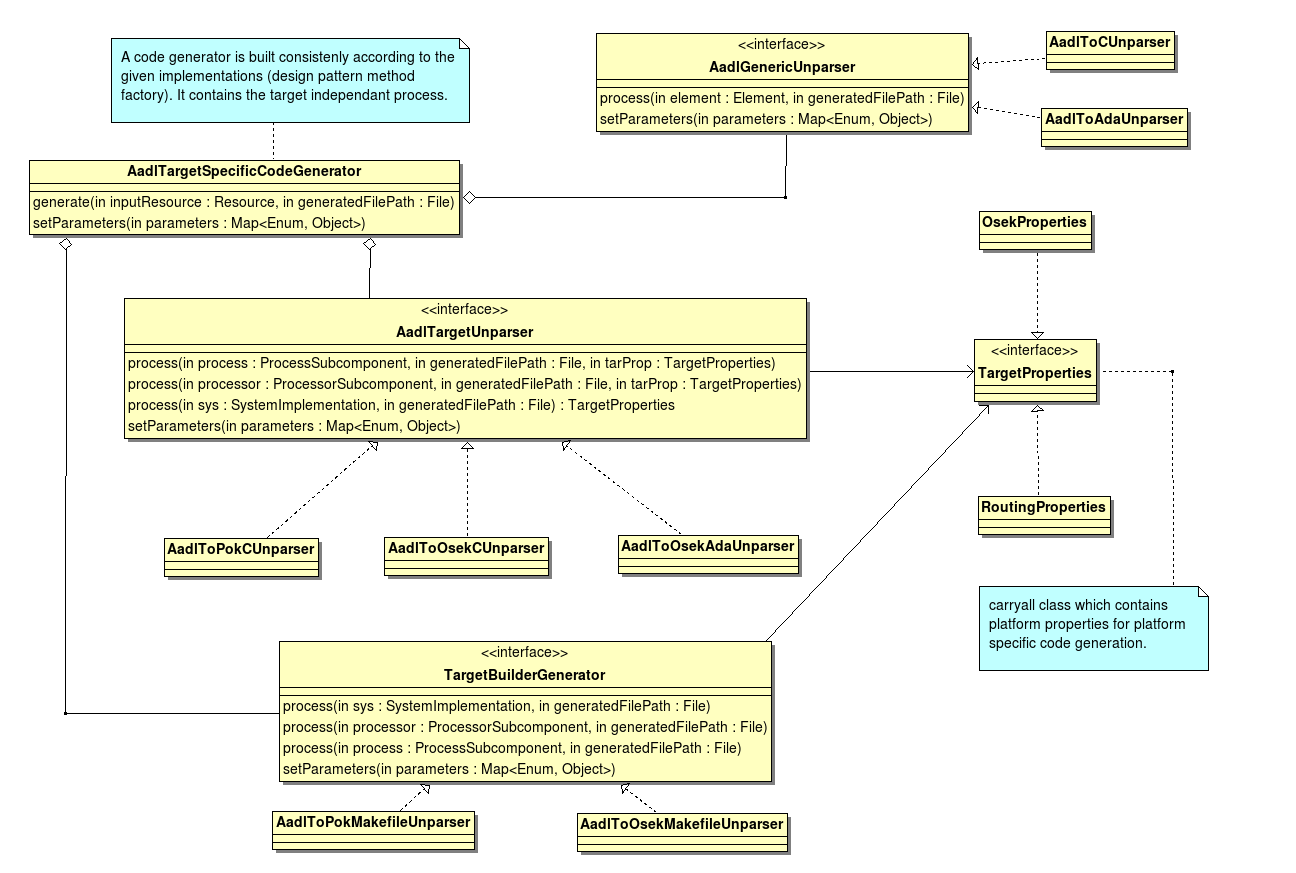 A code generator is built consistenly according to the
given implementations (design pattern method
factory). It contains the target independant process.
<<interface>>
AadlGenericUnparser
process(in element : Element, in generatedFilePath : File)
setParameters(in parameters : Map<Enum, Object>)
AadlToCUnparser
AadlToAdaUnparser
AadlTargetSpecificCodeGenerator
generate(in inputResource : Resource, in generatedFilePath : File)
setParameters(in parameters : Map<Enum, Object>)
OsekProperties
<<interface>>
AadlTargetUnparser
process(in process : ProcessSubcomponent, in generatedFilePath : File, in tarProp : TargetProperties)
process(in processor : ProcessorSubcomponent, in generatedFilePath : File, in tarProp : TargetProperties)
process(in sys : SystemImplementation, in generatedFilePath : File) : TargetProperties
setParameters(in parameters : Map<Enum, Object>)
<<interface>>
TargetProperties
AadlToPokCUnparser
AadlToOsekCUnparser
AadlToOsekAdaUnparser
RoutingProperties
carryall class which contains
platform properties for platform
specific code generation.
<<interface>>
TargetBuilderGenerator
process(in sys : SystemImplementation, in generatedFilePath : File)
process(in processor : ProcessorSubcomponent, in generatedFilePath : File)
process(in process : ProcessSubcomponent, in generatedFilePath : File)
setParameters(in parameters : Map<Enum, Object>)
AadlToPokMakefileUnparser
AadlToOsekMakefileUnparser